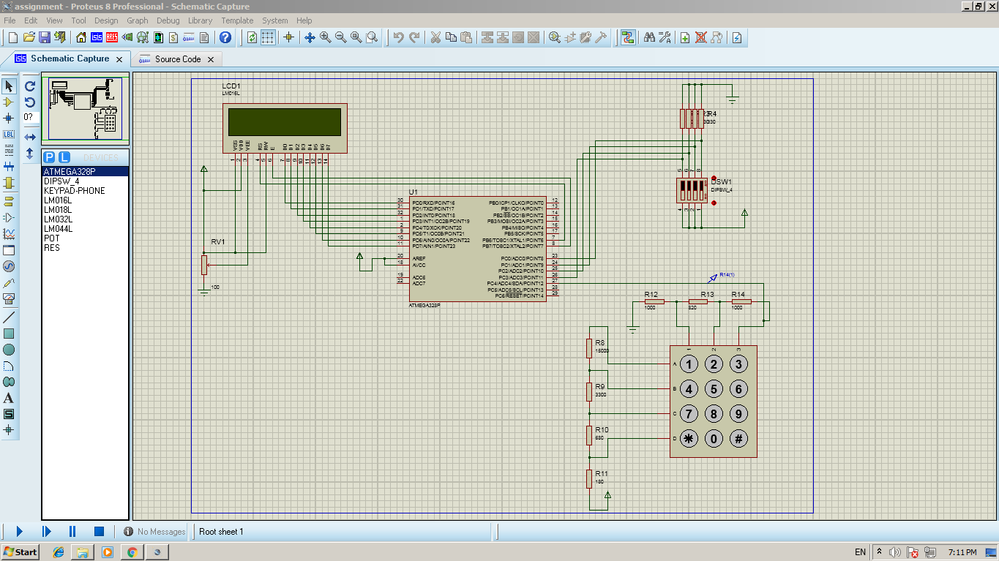 assignment - Proteus 8 Professional - Schematic Capture
File Edit View Tool Design Graph Debug Library Template System Help
Schematic Capture
Source Code
0?
LBL
P L DEVICES
ATMEGA328P
DIPSW_4
KEYPAD-PHONE
LM016L
LM018L
LM032L
LM044L
POT
RES
A
S
LCD1
LM016L
VSS VDD VEE RS RW E D0 D1 D2 D3 D4 D5 D6 D7
1 2 3 4 5 6 7 8 9 10 11 12 13 14
RV1
100
U1
30 PD0/RXD/PCINT16
31 PD1/TXD/PCINT17
32 PD2/INT0/PCINT18
1 PD3/INT1/OC2B/PCINT19
2 PD4/T0/XCK/PCINT20
9 PD5/T1/OC0B/PCINT21
10 PD6/AIN0/OC0A/PCINT22
11 PD7/AIN1/PCINT23
20 AREF
18 AVCC
19 ADC6
22 ADC7
PB0/ICP1/CLKO/PCINT0 12
PB1/OC1A/PCINT1 13
PB2/SS/OC1B/PCINT2 14
PB3/MOSI/OC2A/PCINT3 15
PB4/MISO/PCINT4 16
PB5/SCK/PCINT5 17
PB6/TOSC1/XTAL1/PCINT6 7
PB7/TOSC2/XTAL2/PCINT7 8
PC0/ADC0/PCINT8 23
PC1/ADC1/PCINT9 24
PC2/ADC2/PCINT10 25
PC3/ADC3/PCINT11 26
PC4/ADC4/SDA/PCINT12 27
PC5/ADC5/SCL/PCINT13 28
PC6/RESET/PCINT14 29
ATMEGA328P
R4
330
5 6 7 8
DSW1
DIPSW_4
4 3 2 1
R14(1)
R12
1000
R13
820
R14
1000
R8
15000
R9
3300
R10
680
R11
180
1 2 3
A 1 2 3
B 4 5 6
C 7 8 9
D * 0 #
No Messages
Root sheet 1
Start
EN
7:11 PM